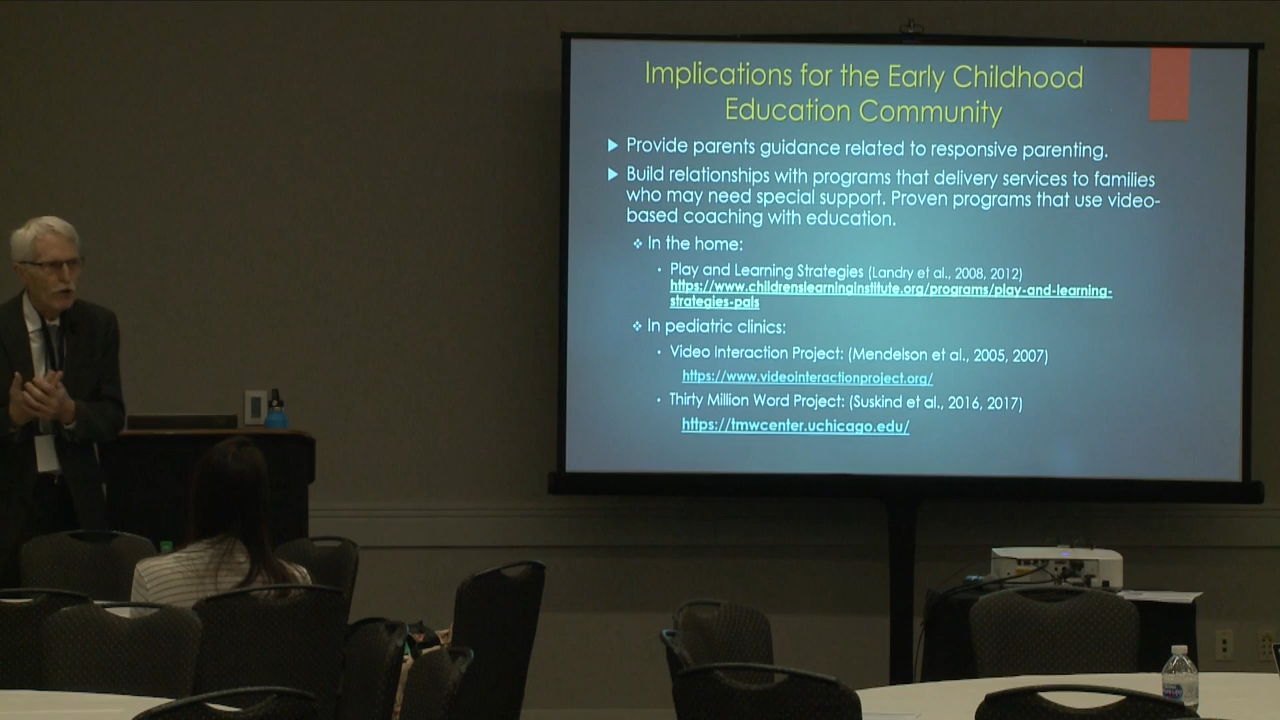 Implications for the Early Childhood
Education Community
Provide parents guidance related to responsive parenting.
Build relationships with programs that delivery services to families
who may need special support. Proven programs that use video-
based coaching with education.
In the home:
Play and Learning Strategies (Landry et al., 2008, 2012)
https://www.childrenslearninginstitute.org/programs/play-and-learning-
strategies-pals
In pediatric clinics:
Video Interaction Project: (Mendelson et al., 2005, 2007)
https://www.videointeractionproject.org/
Thirty Million Word Project: (Suskind et al., 2016, 2017)
https://tmwcenter.uchicago.edu/